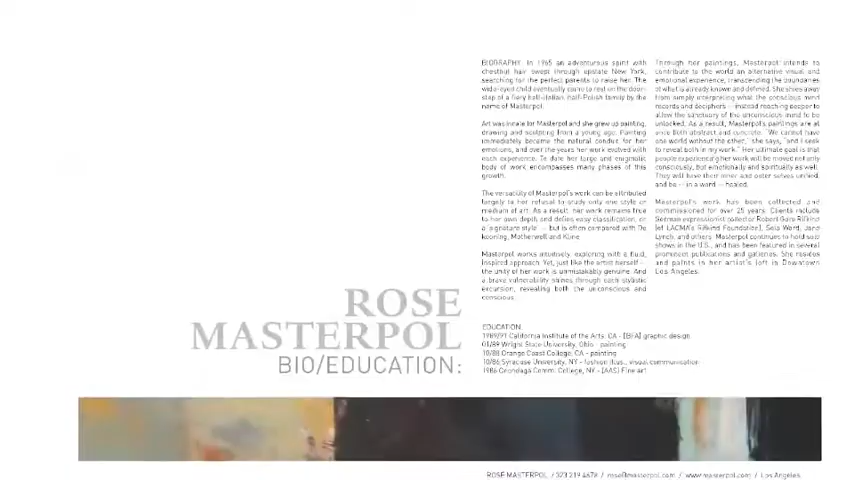 BIOGRAPHY: In 1965 an adventurous spirit with
chestnut hair swept through upstate New York,
searching for the perfect parents to raise her. The
wide-eyed child eventually came to rest on the door-
step of a fiery half-Italian, half-Polish family by the
name of Masterpol.
Art was innate for Masterpol and she grew up painting,
drawing and sculpting from a young age. Painting
immediately became the natural conduit for her
emotions, and over the years her work evolved with
each experience. To date her large and enigmatic
body of work encompasses many phases of this
growth.
The versatility of Masterpol's work can be attributed
largely to her refusal to study only one style or
medium of art. As a result, her work remains true
to her own depth and defies easy classification, or
a "signature style" — but is often compared with De
Kooning, Motherwell and Kline.
Masterpol works intuitively, exploring with a fluid,
inspired approach. Yet, just like the artist herself —
the unity of her work is unmistakably genuine. And
a brave vulnerability shines through each stylistic
excursion, revealing both the unconscious and
conscious.
Through her paintings, Masterpol intends to
contribute to the world an alternative visual and
emotional experience, transcending the boundaries
of what is already known and defined. She shies away
from simply interpreting what the conscious mind
records and deciphers — instead reaching deeper to
allow the sanctuary of the unconscious mind to be
unlocked. As a result, Masterpol's paintings are at
once both abstract and concrete. "We cannot have
one world without the other," she says, "and I seek
to reveal both in my work." Her ultimate goal is that
people experiencing her work will be moved not only
consciously, but emotionally and spiritually as well.
They will have their inner and outer selves unified,
and be — in a word — healed.
Masterpol's work has been collected and
commissioned for over 25 years. Clients include
German expressionist collector Robert Gore Rifkind
[of LACMA's Rifkind Foundation], Sela Ward, Jane
Lynch, and others. Masterpol continues to hold solo
shows in the U.S., and has been featured in several
prominent publications and galleries. She resides
and paints in her artist's loft in Downtown
Los Angeles.
ROSE
MASTERPOL
BIO/EDUCATION:
EDUCATION
1989/91 California Institute of the Arts, CA - [BFA] graphic design
01/89 Wright State University, Ohio - painting
10/88 Orange Coast College, CA - painting
10/86 Syracuse University, NY - fashion illus., visual communication
1986 Onondaga Comm. College, NY - [AAS] Fine art
ROSE MASTERPOL / 323 219 4678 / rose@masterpol.com / www.masterpol.com / Los Angeles